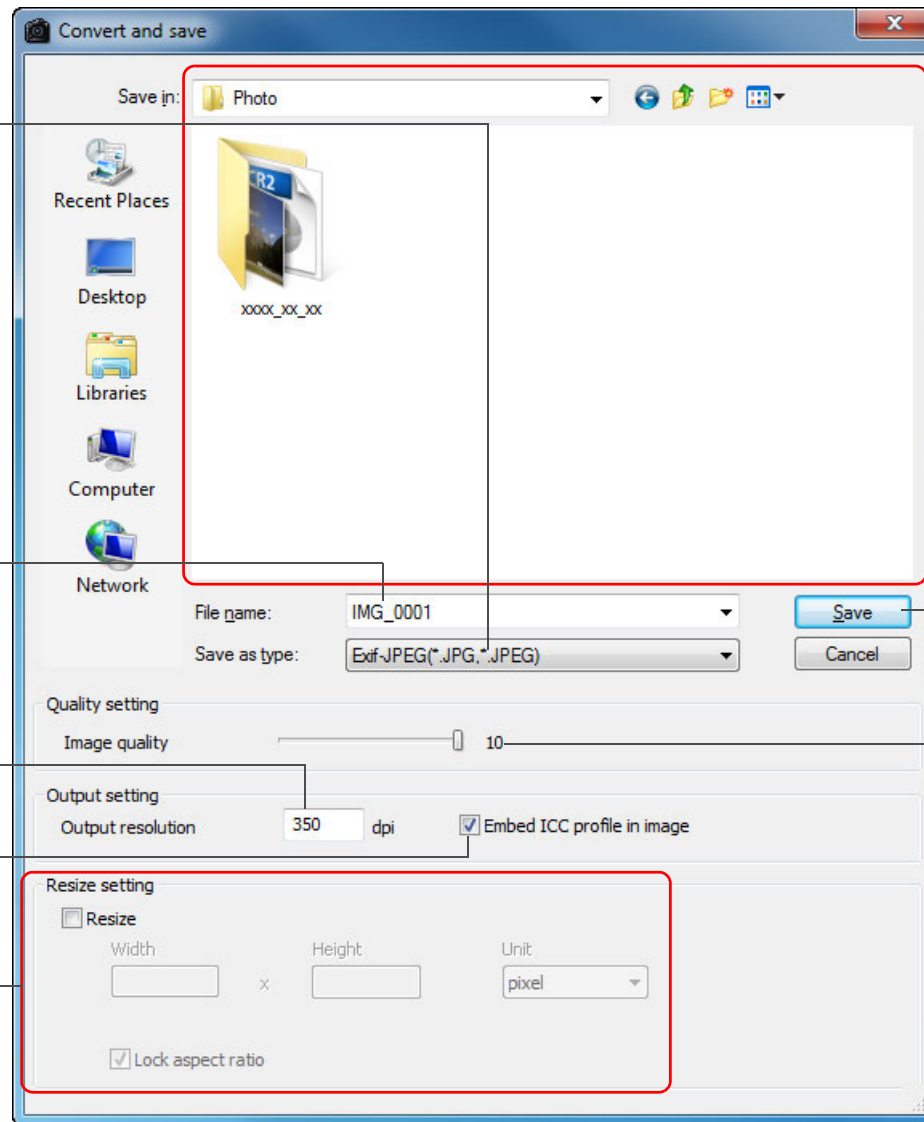 Convert and save
Save in: Photo
Recent Places
CR2
xxxx_xx_xx
Desktop
Libraries
Computer
Network
File name: IMG_0001 Save
Save as type: Exif-JPEG(*.JPG,*.JPEG) Cancel
Quality setting
Image quality 10
Output setting
Output resolution 350 dpi Embed ICC profile in image
Resize setting
Resize
Width Height Unit
x pixel
Lock aspect ratio